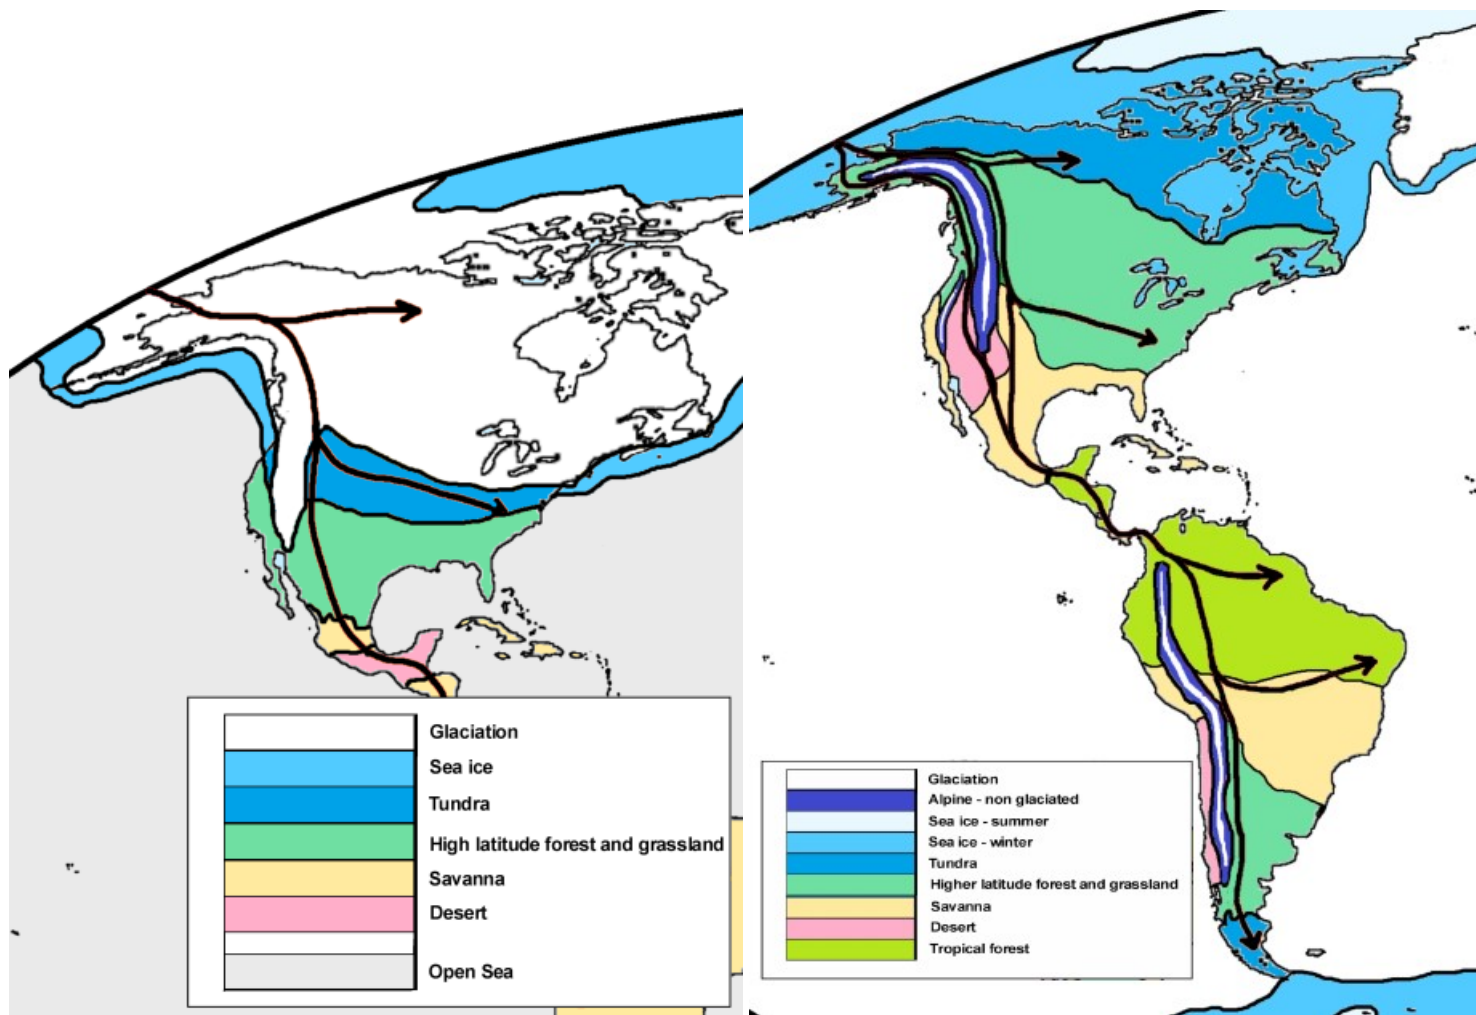 Glaciation
Sea ice
Tundra
High latitude forest and grassland
Savanna
Desert
Open Sea
Glaciation
Alpine - non glaciated
Sea ice - summer
Sea ice - winter
Tundra
Higher latitude forest and grassland
Savanna
Desert
Tropical forest